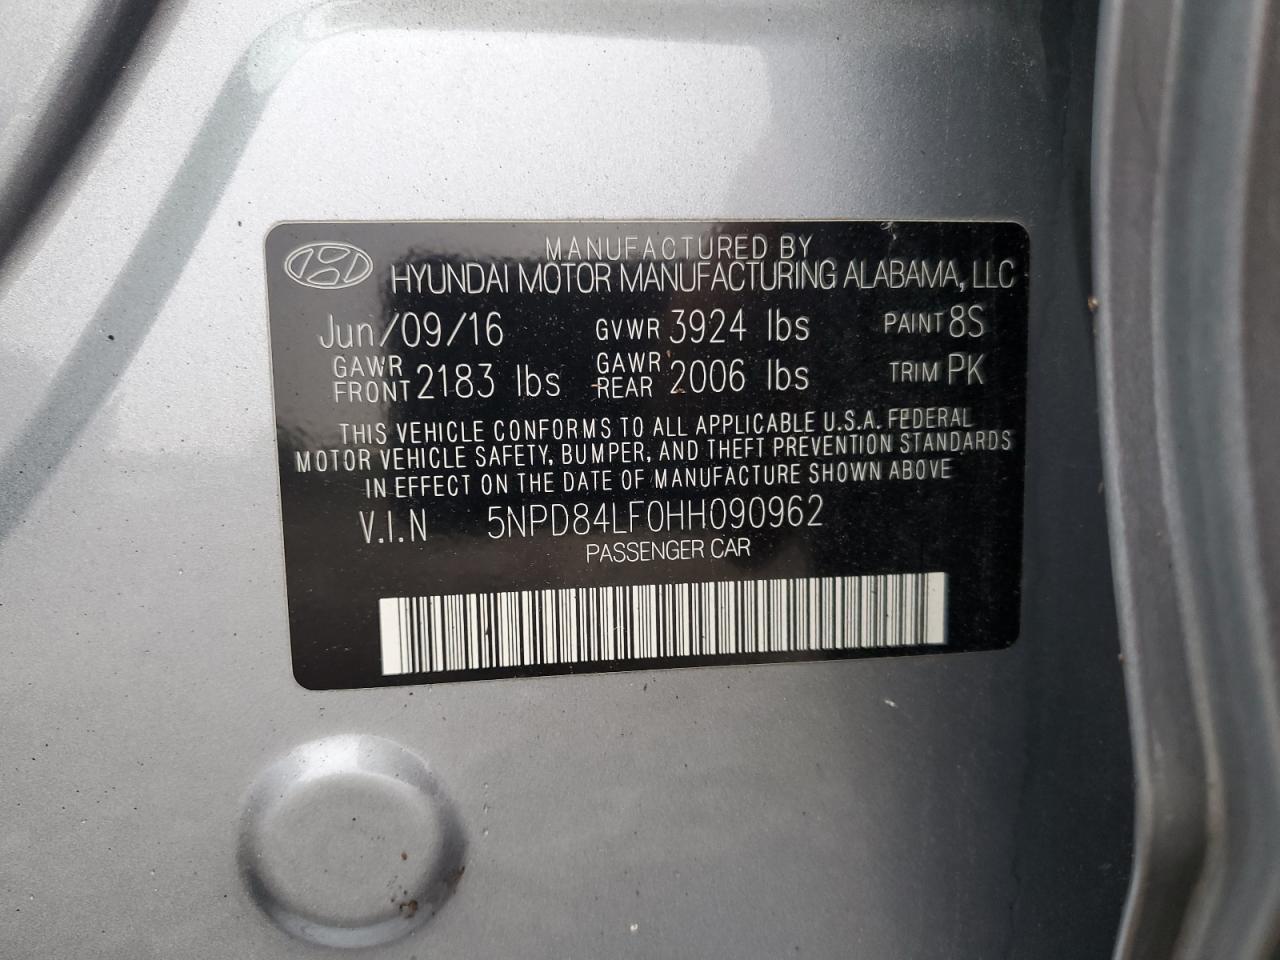 MANUFACTURED BY
HYUNDAI MOTOR MANUFACTURING ALABAMA, LLC
Jun/09/16 GVWR 3924 lbs PAINT 8S
GAWR FRONT 2183 lbs GAWR REAR 2006 lbs TRIM PK
THIS VEHICLE CONFORMS TO ALL APPLICABLE U.S.A. FEDERAL
MOTOR VEHICLE SAFETY, BUMPER, AND THEFT PREVENTION STANDARDS
IN EFFECT ON THE DATE OF MANUFACTURE SHOWN ABOVE
V.I.N 5NPD84LF0HH090962
PASSENGER CAR